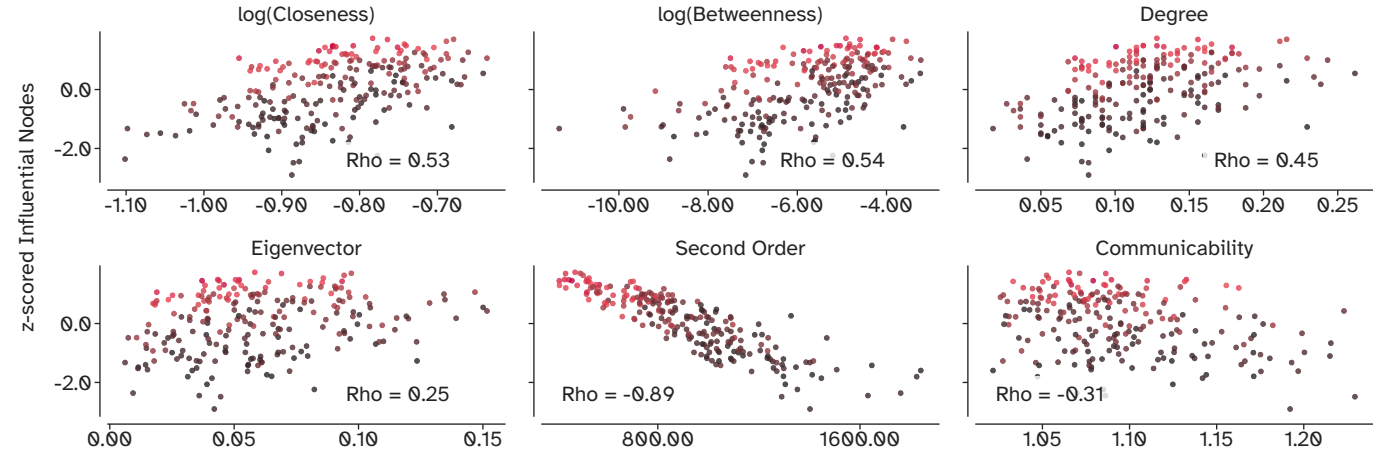 log(Closeness) log(Betweenness) Degree
z-scored Influential Nodes
0.0
-2.0
Rho = 0.53 Rho = 0.54 Rho = 0.45
-1.10 -1.00 -0.90 -0.80 -0.70 -10.00 -8.00 -6.00 -4.00 0.05 0.10 0.15 0.20 0.25
Eigenvector Second Order Communicability
0.0
-2.0
Rho = 0.25 Rho = -0.89 Rho = -0.31
0.00 0.05 0.10 0.15 8000.00 1600.00 1.05 1.10 1.15 1.20